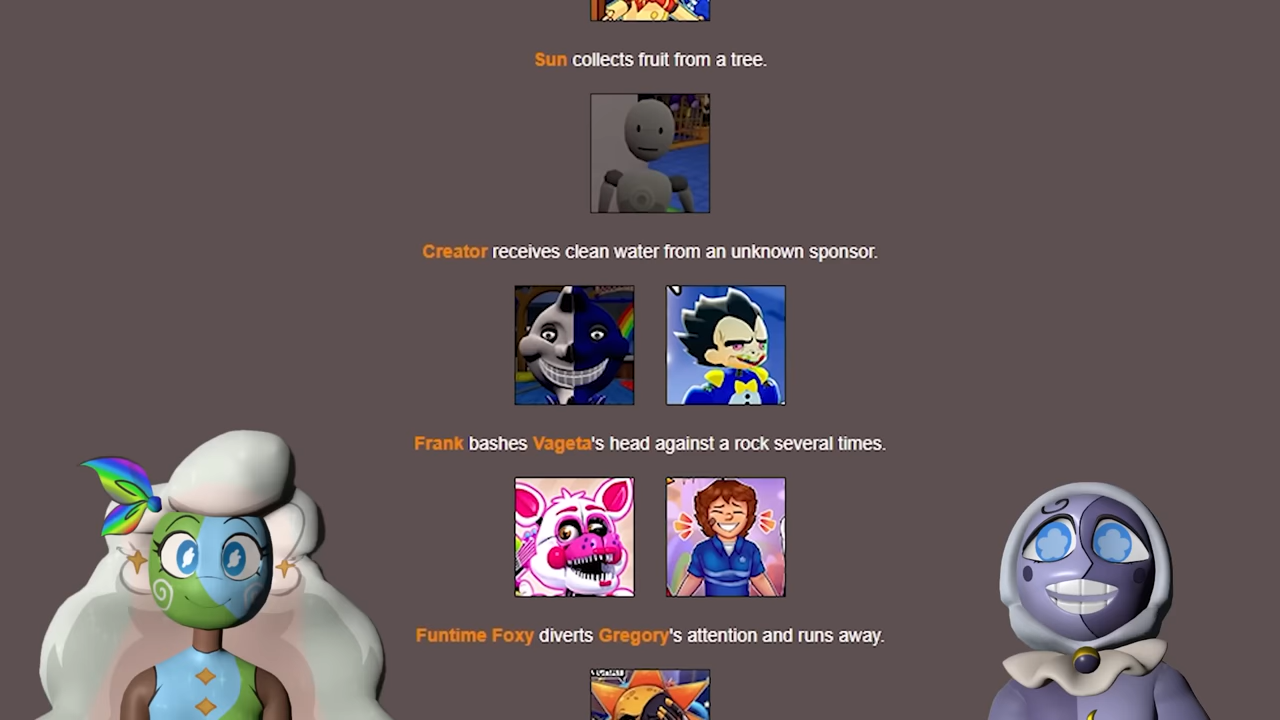 Sun collects fruit from a tree.
Creator receives clean water from an unknown sponsor.
Frank bashes Vageta's head against a rock several times.
Funtime Foxy diverts Gregory's attention and runs away.